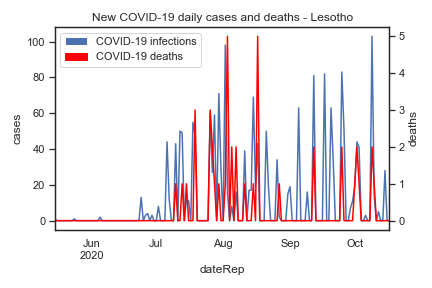 New COVID-19 daily cases and deaths - Lesotho
COVID-19 infections
COVID-19 deaths
100
80
60
40
20
0
cases
5
4
3
2
1
0
deaths
Jun
2020
Jul
Aug
Sep
Oct
dateRep